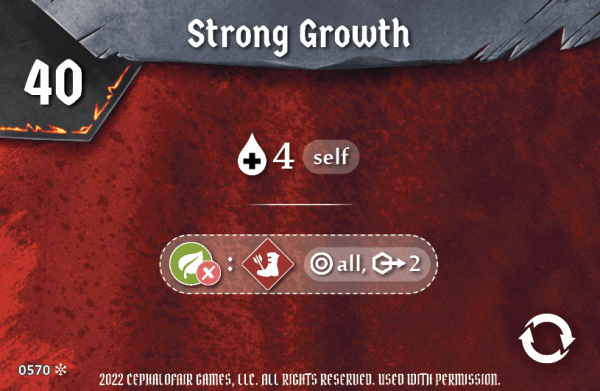 Strong Growth
40
4 self
: all, 2
0570
2022 CEPHALOFAIR GAMES, LLC. ALL RIGHTS RESERVED. USED WITH PERMISSION.